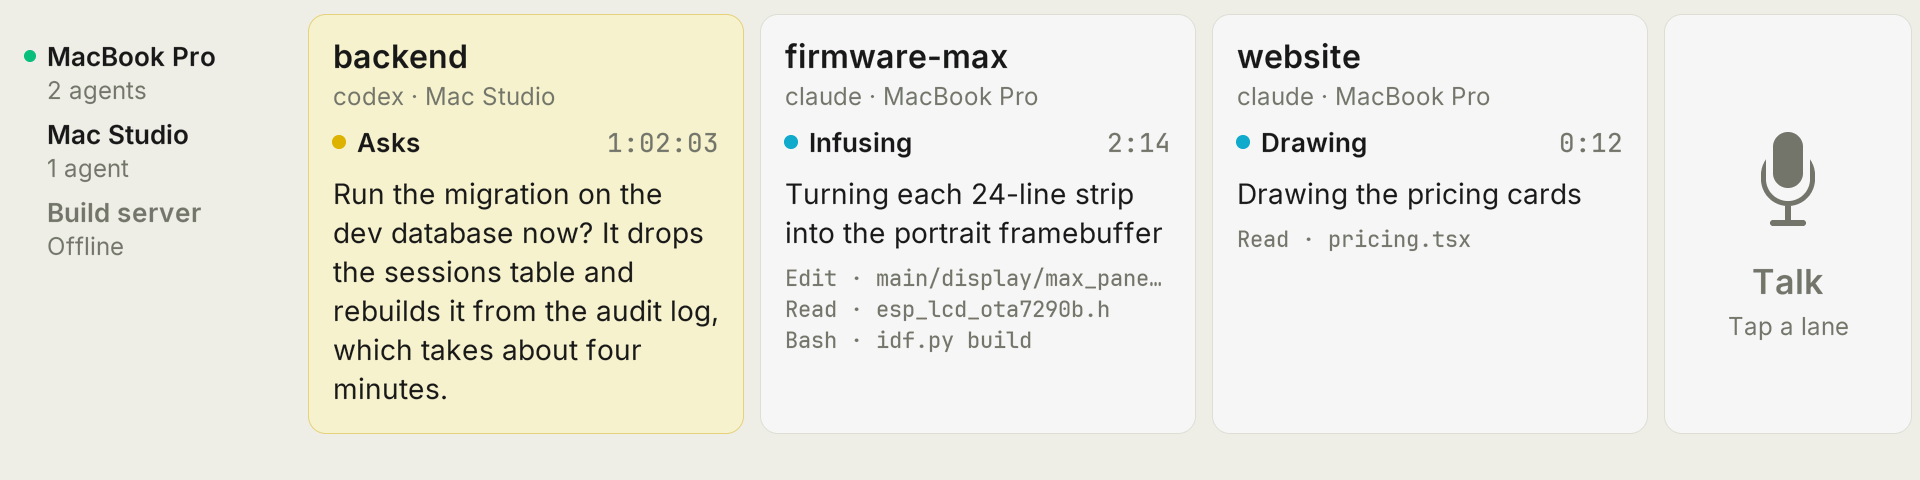 MacBook Pro
2 agents
Mac Studio
1 agent
Build server
Offline
backend
codex · Mac Studio
Asks 1:02:03
Run the migration on the
dev database now? It drops
the sessions table and
rebuilds it from the audit log,
which takes about four
minutes.
firmware-max
claude · MacBook Pro
Infusing 2:14
Turning each 24-line strip
into the portrait framebuffer
Edit · main/display/max_pane…
Read · esp_lcd_ota7290b.h
Bash · idf.py build
website
claude · MacBook Pro
Drawing 0:12
Drawing the pricing cards
Read · pricing.tsx
Talk
Tap a lane